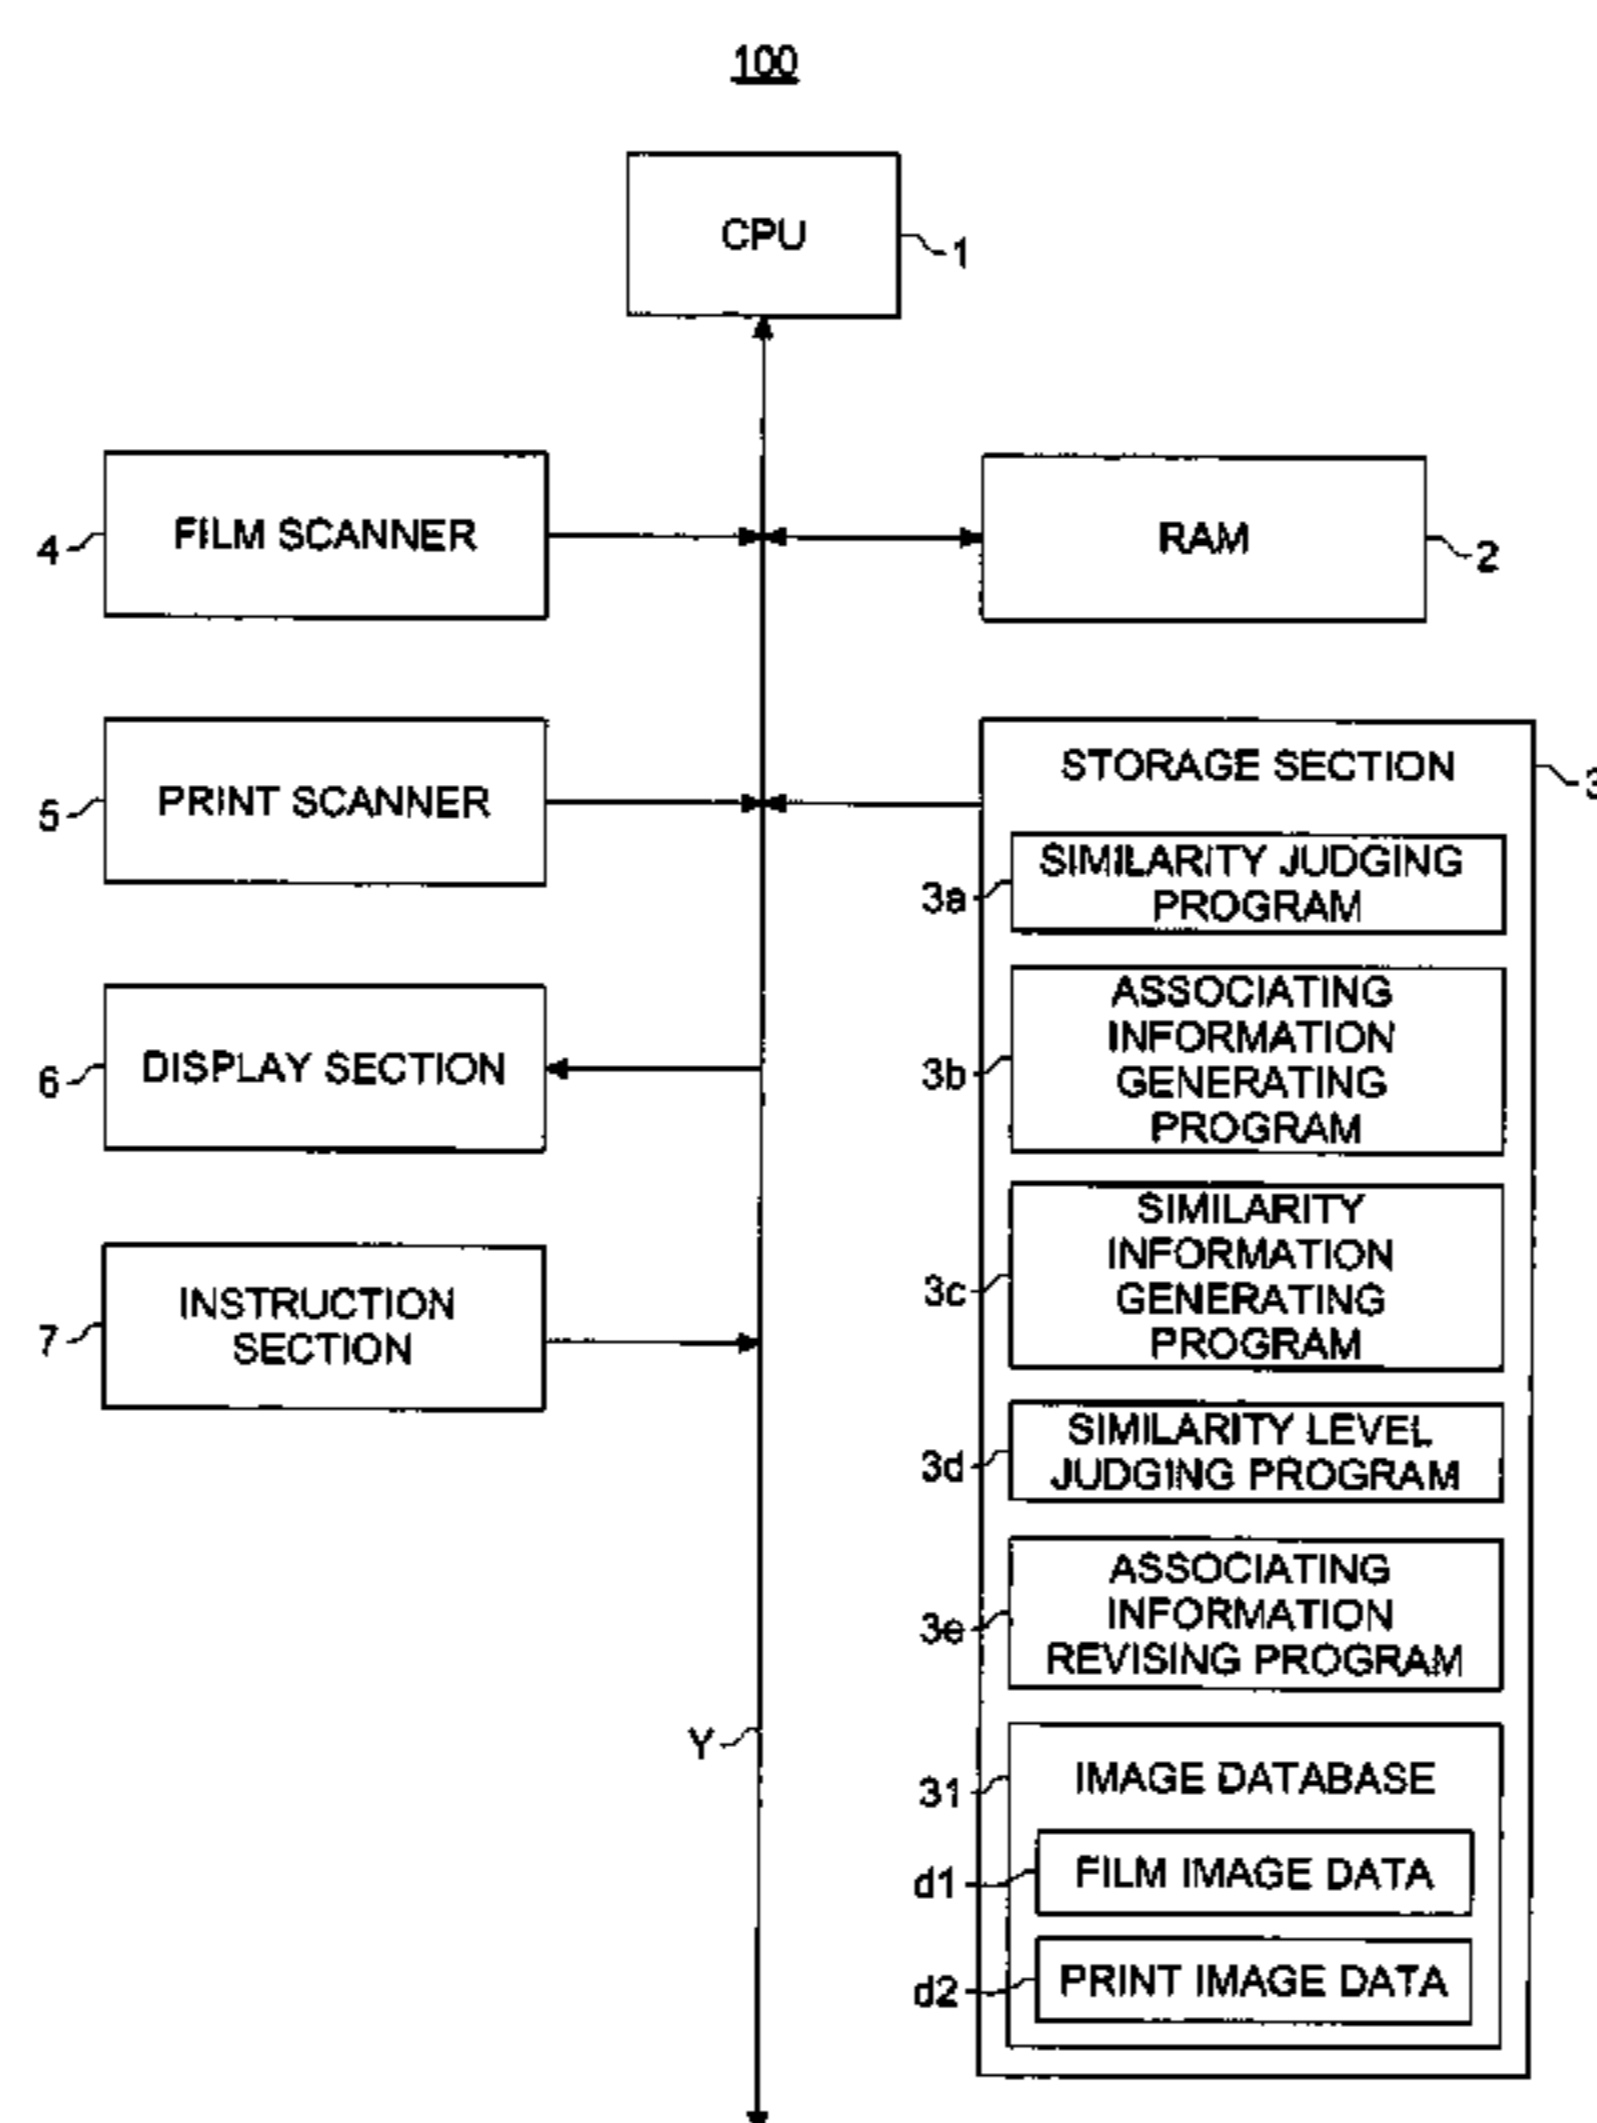 100
CPU
1
FILM SCANNER
4
RAM
2
PRINT SCANNER
5
STORAGE SECTION
3
SIMILARITY JUDGING
PROGRAM
3a
ASSOCIATING
INFORMATION
GENERATING
PROGRAM
3b
DISPLAY SECTION
6
SIMILARITY
INFORMATION
GENERATING
PROGRAM
3c
INSTRUCTION
SECTION
7
SIMILARITY LEVEL
JUDGING PROGRAM
3d
ASSOCIATING
INFORMATION
REVISING PROGRAM
3e
Y
IMAGE DATABASE
31
FILM IMAGE DATA
d1
PRINT IMAGE DATA
d2